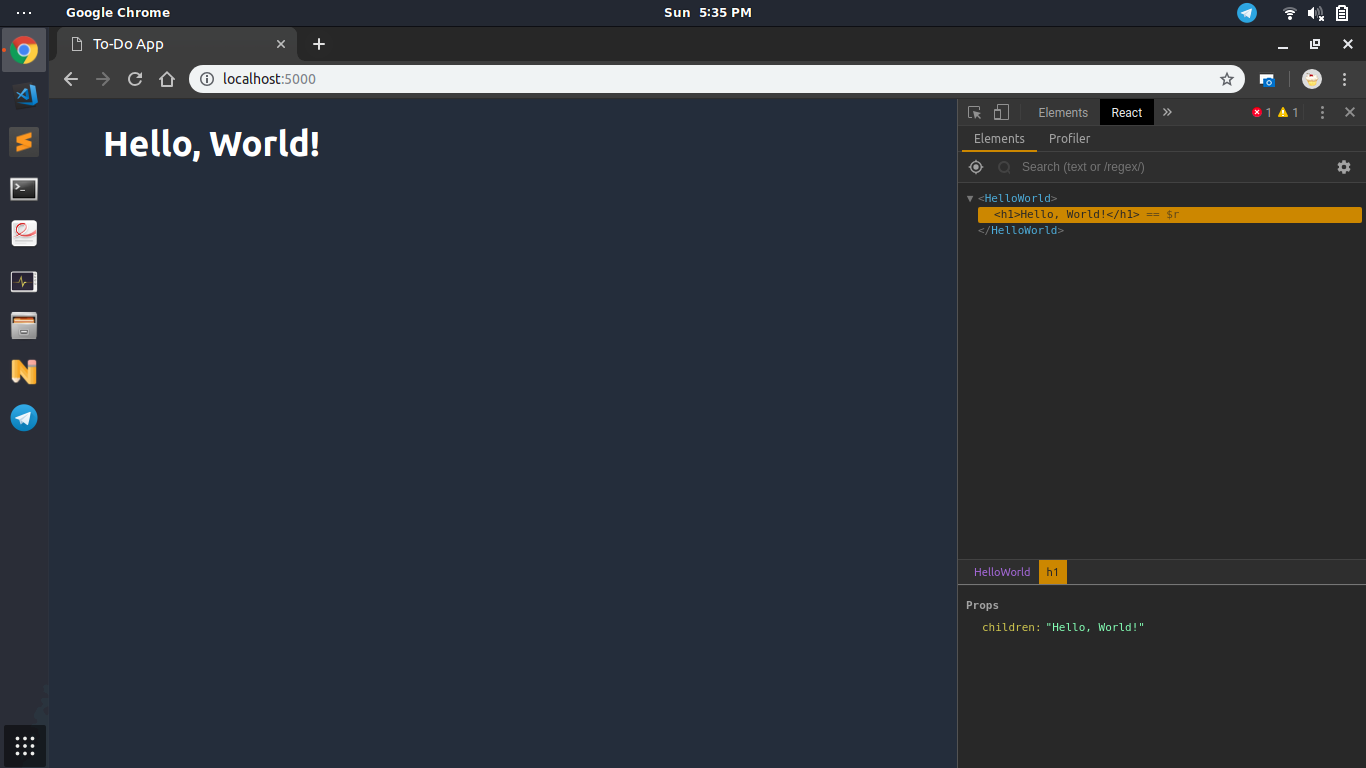 Google Chrome
Sun 5:35 PM
To-Do App
localhost:5000
Hello, World!
Elements React » 1 1
Elements Profiler
Search (text or /regex/)
<HelloWorld>
<h1>Hello, World!</h1> == $r
</HelloWorld>
HelloWorld h1
Props
children: "Hello, World!"